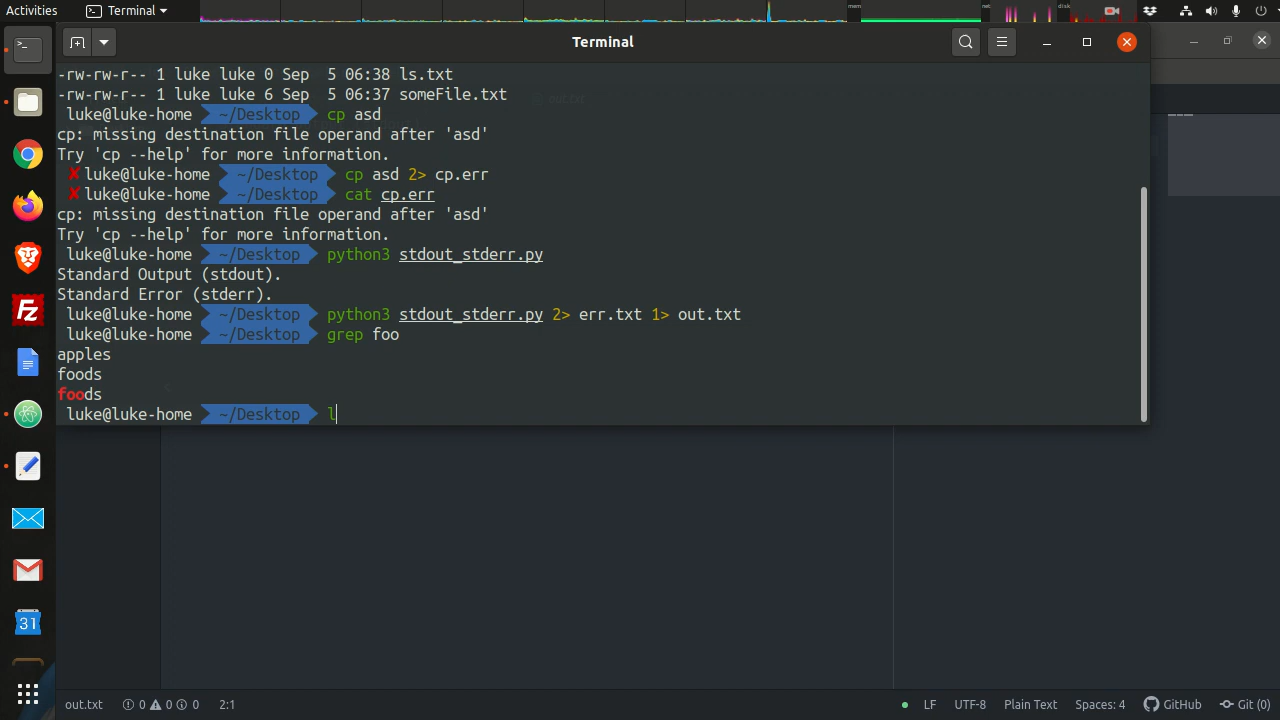 Activities Terminal
mem net disk
Terminal
-rw-rw-r-- 1 luke luke 0 Sep  5 06:38 ls.txt
-rw-rw-r-- 1 luke luke 6 Sep  5 06:37 someFile.txt
luke@luke-home ~/Desktop cp asd
cp: missing destination file operand after 'asd'
Try 'cp --help' for more information.
✘ luke@luke-home ~/Desktop cp asd 2> cp.err
✘ luke@luke-home ~/Desktop cat cp.err
cp: missing destination file operand after 'asd'
Try 'cp --help' for more information.
luke@luke-home ~/Desktop python3 stdout_stderr.py
Standard Output (stdout).
Standard Error (stderr).
luke@luke-home ~/Desktop python3 stdout_stderr.py 2> err.txt 1> out.txt
luke@luke-home ~/Desktop grep foo
apples
foods
foods
luke@luke-home ~/Desktop l
31
out.txt 0 0 0 2:1 LF UTF-8 Plain Text Spaces: 4 GitHub Git (0)